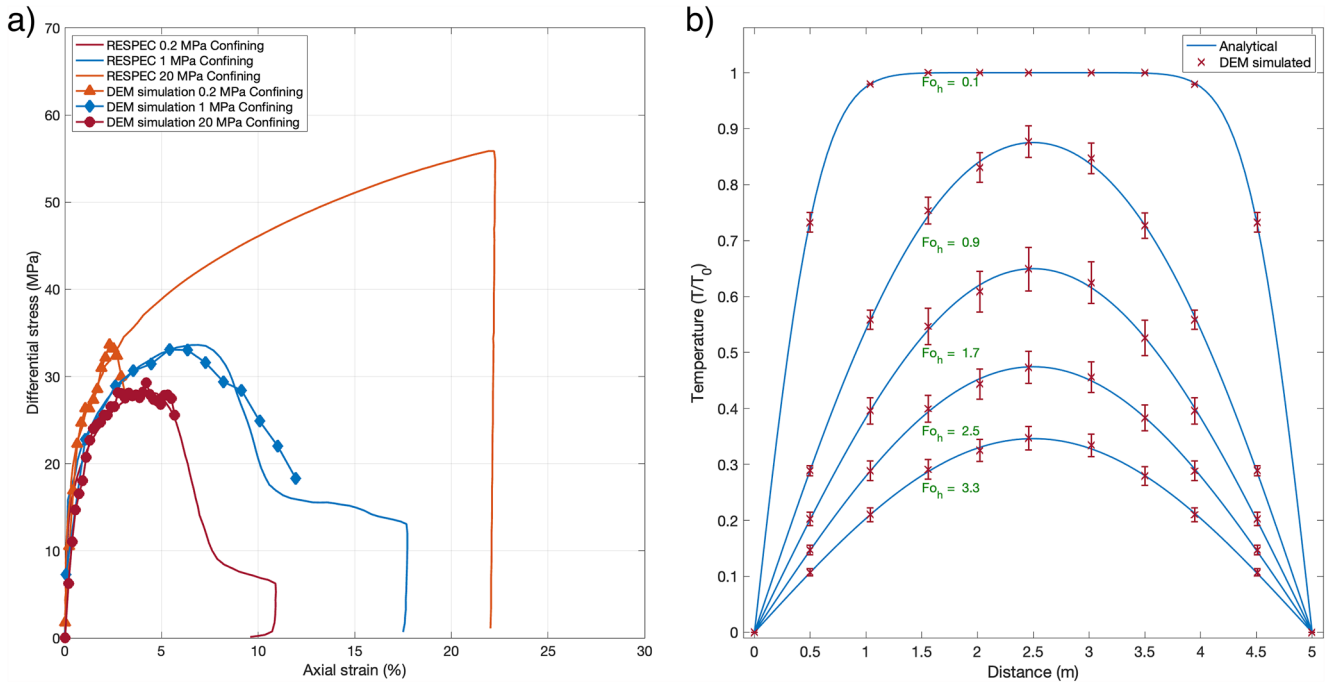 a)
RESPEC 0.2 MPa Confining
RESPEC 1 MPa Confining
RESPEC 20 MPa Confining
DEM simulation 0.2 MPa Confining
DEM simulation 1 MPa Confining
DEM simulation 20 MPa Confining
Differential stress (MPa)
70
60
50
40
30
20
10
0
0 5 10 15 20 25 30
Axial strain (%)
b)
Analytical
DEM simulated
Temperature (T/T0)
1
0.9
0.8
0.7
0.6
0.5
0.4
0.3
0.2
0.1
0
Foh = 0.1
Foh = 0.9
Foh = 1.7
Foh = 2.5
Foh = 3.3
0 0.5 1 1.5 2 2.5 3 3.5 4 4.5 5
Distance (m)